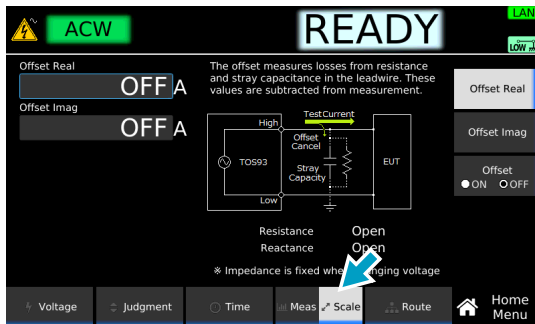 ACW
READY
LAN
LOW
Offset Real
OFF A
Offset Imag
OFF A
The offset measures losses from resistance
and stray capacitance in the leadwire. These
values are subtracted from measurement.
TestCurrent
High
Offset
Cancel
TOS93
Stray
Capacity
EUT
Low
Resistance Open
Reactance Open
※ Impedance is fixed when changing voltage
Offset Real
Offset Imag
Offset
ON OFF
Voltage
Judgment
Time
Meas
Scale
Route
Home
Menu